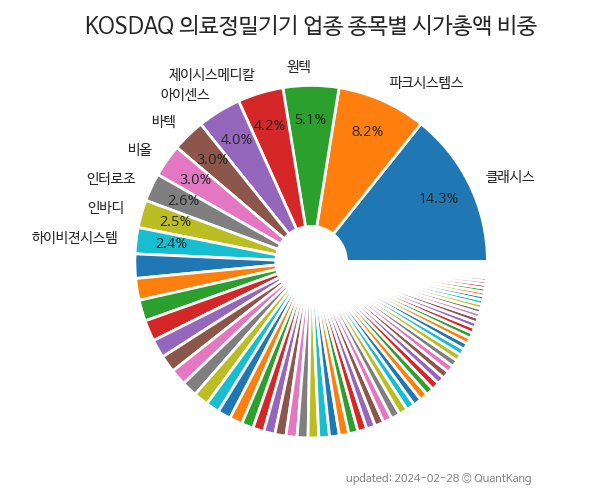 KOSDAQ 의료정밀기기 업종 종목별 시가총액 비중
원텍
제이시스메디칼
파크시스템스
아이센스
바텍
비올
클래시스
인터로조
인바디
하이비젼시스템
5.1%
4.2%
8.2%
4.0%
3.0%
3.0%
14.3%
2.6%
2.5%
2.4%
updated: 2024-02-28 © QuantKang